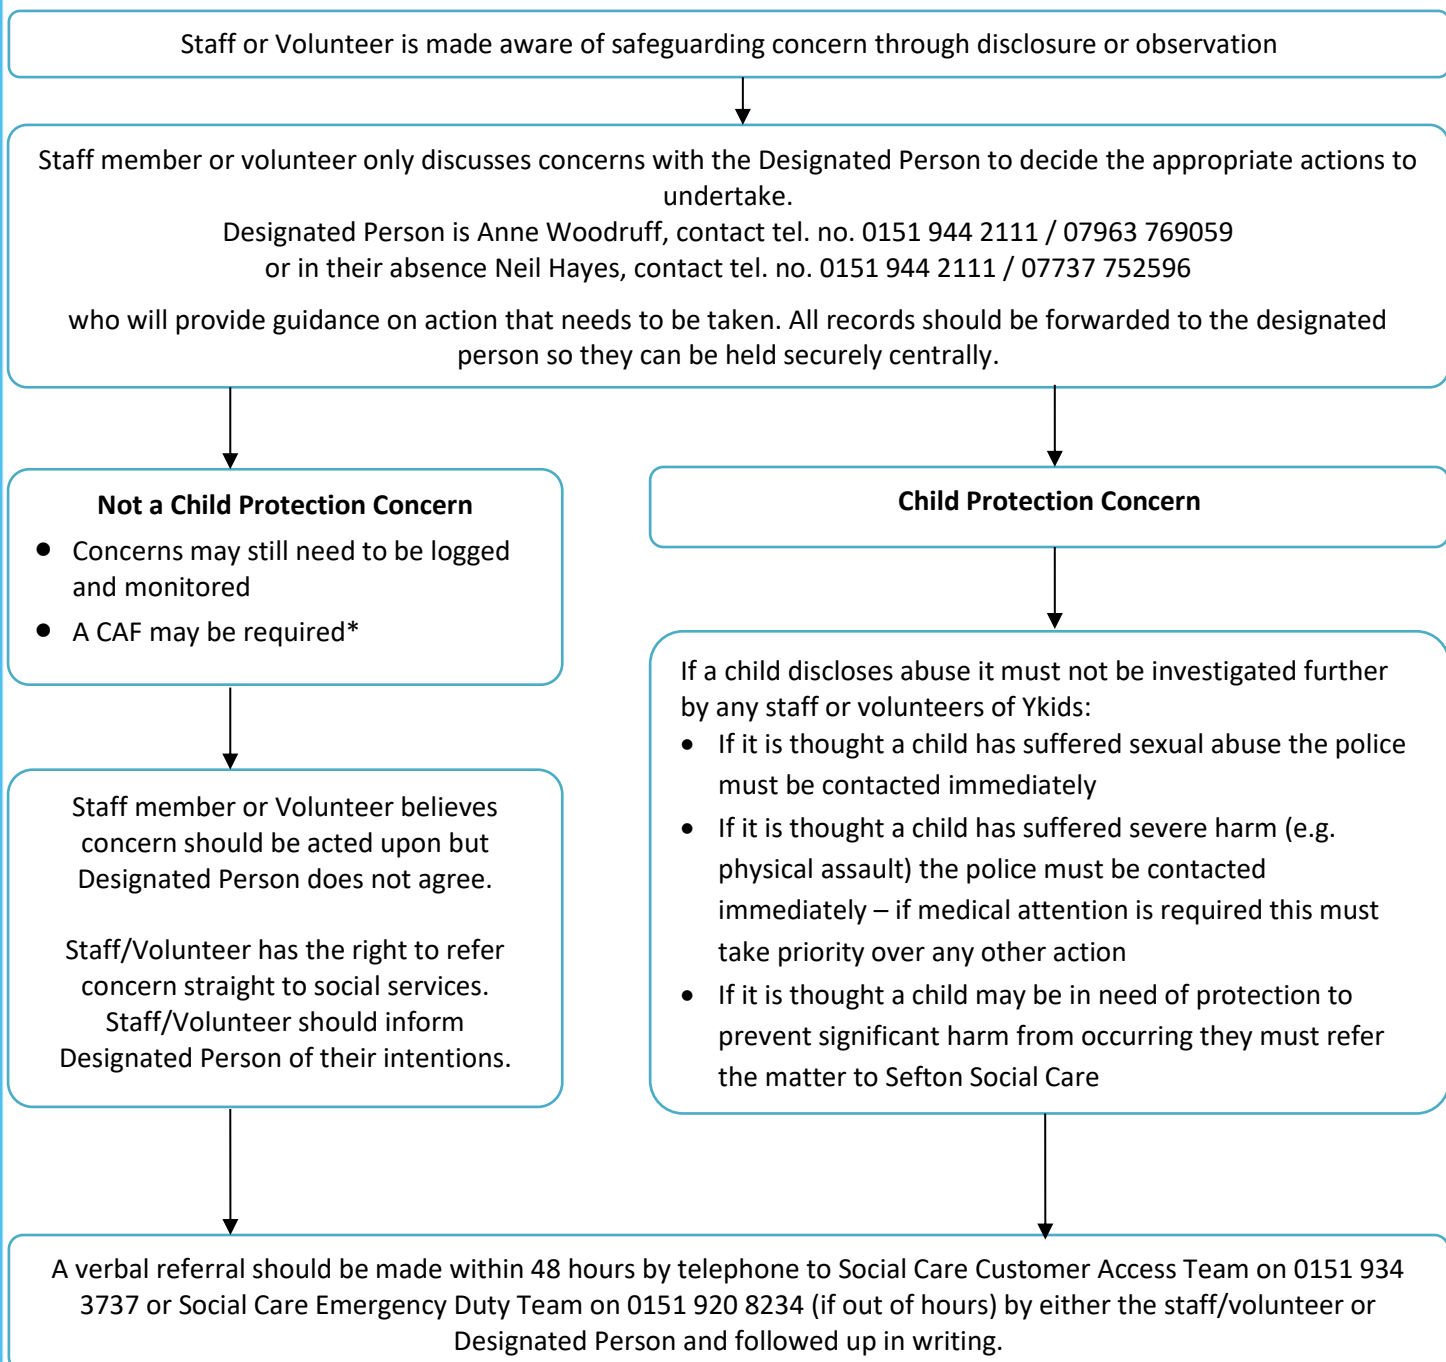 Staff or Volunteer is made aware of safeguarding concern through disclosure or observation
Staff member or volunteer only discusses concerns with the Designated Person to decide the appropriate actions to
undertake.
Designated Person is Anne Woodruff, contact tel. no. 0151 944 2111 / 07963 769059
or in their absence Neil Hayes, contact tel. no. 0151 944 2111 / 07737 752596
who will provide guidance on action that needs to be taken. All records should be forwarded to the designated
person so they can be held securely centrally.
Not a Child Protection Concern
● Concerns may still need to be logged
and monitored
● A CAF may be required*
Staff member or Volunteer believes
concern should be acted upon but
Designated Person does not agree.
Staff/Volunteer has the right to refer
concern straight to social services.
Staff/Volunteer should inform
Designated Person of their intentions.
Child Protection Concern
If a child discloses abuse it must not be investigated further
by any staff or volunteers of Ykids:
• If it is thought a child has suffered sexual abuse the police
must be contacted immediately
• If it is thought a child has suffered severe harm (e.g.
physical assault) the police must be contacted
immediately – if medical attention is required this must
take priority over any other action
• If it is thought a child may be in need of protection to
prevent significant harm from occurring they must refer
the matter to Sefton Social Care
A verbal referral should be made within 48 hours by telephone to Social Care Customer Access Team on 0151 934
3737 or Social Care Emergency Duty Team on 0151 920 8234 (if out of hours) by either the staff/volunteer or
Designated Person and followed up in writing.